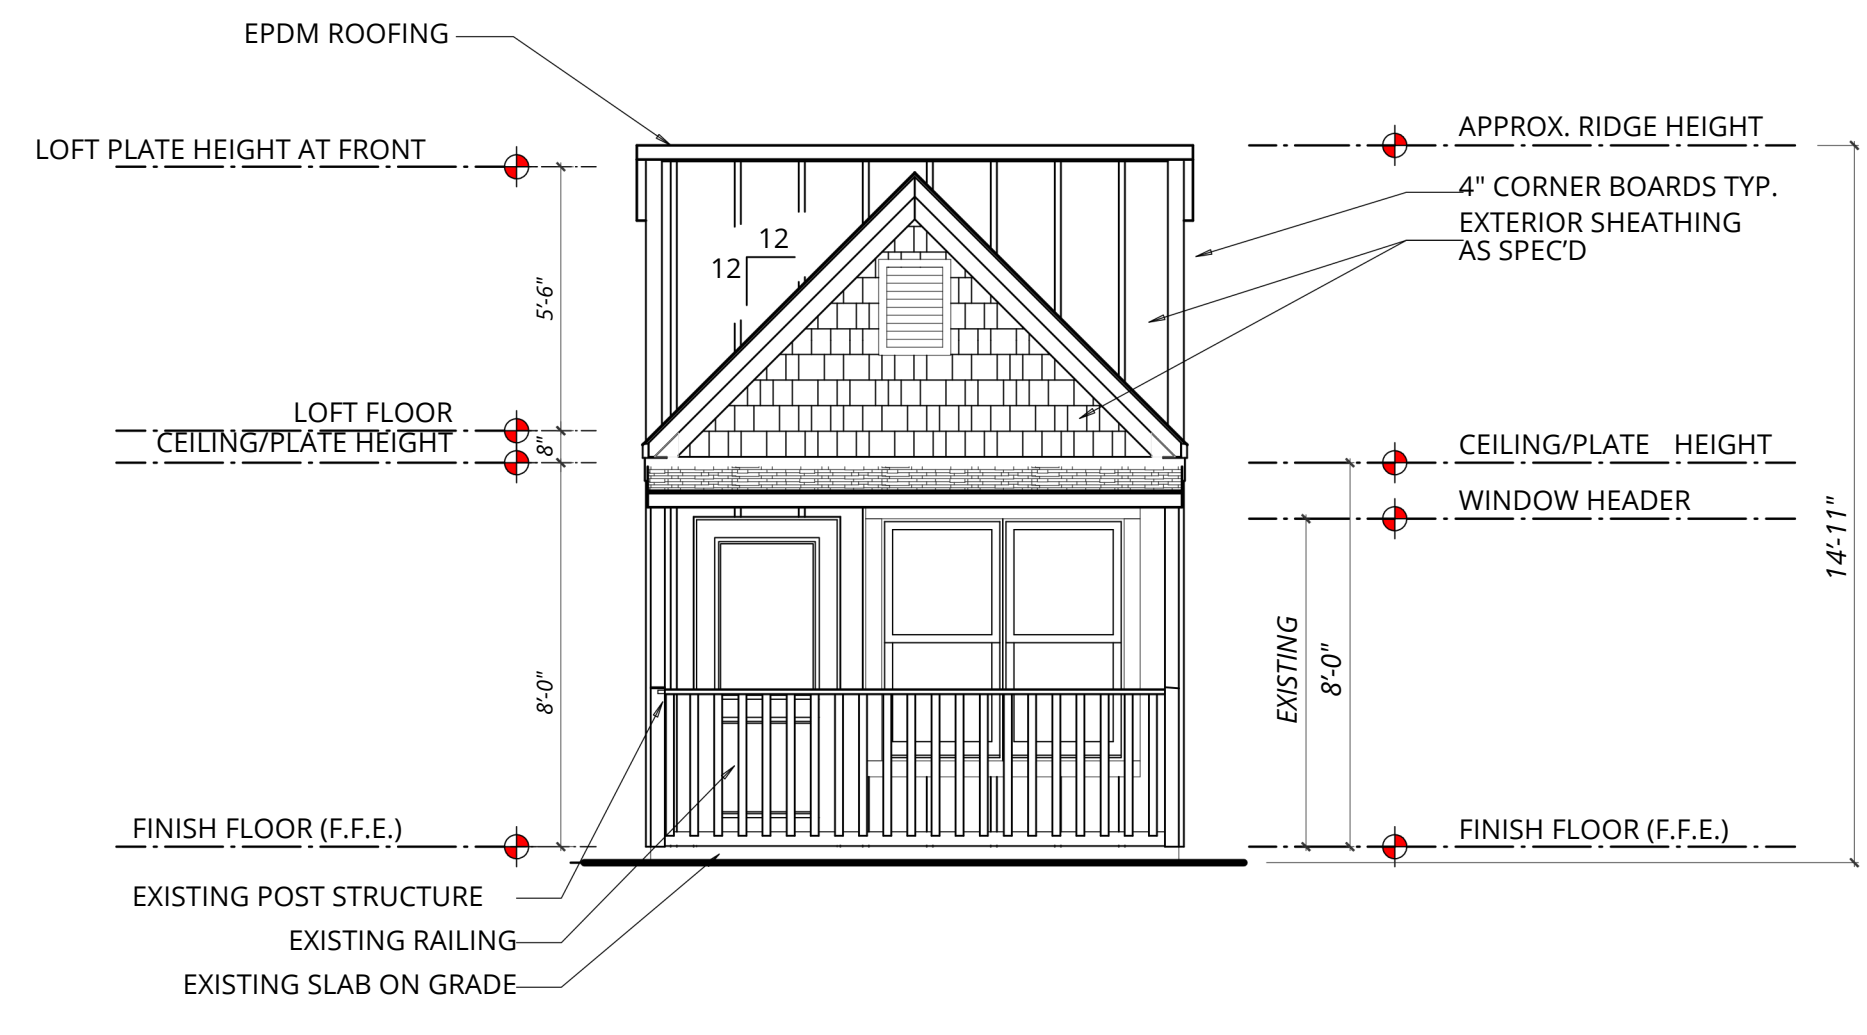 EPDM ROOFING
LOFT PLATE HEIGHT AT FRONT
APPROX. RIDGE HEIGHT
4" CORNER BOARDS TYP.
EXTERIOR SHEATHING
AS SPEC'D
12
12
5'-6"
LOFT FLOOR
CEILING/PLATE HEIGHT
8"
CEILING/PLATE HEIGHT
WINDOW HEADER
14'-11"
EXISTING
8'-0"
8'-0"
FINISH FLOOR (F.F.E.)
FINISH FLOOR (F.F.E.)
EXISTING POST STRUCTURE
EXISTING RAILING
EXISTING SLAB ON GRADE